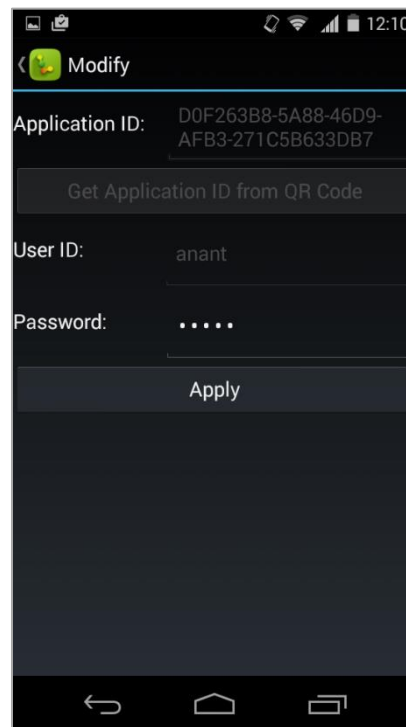 12:10
Modify
Application ID:
D0F263B8-5A88-46D9-
AFB3-271C5B633DB7
Get Application ID from QR Code
User ID:
anant
Password:
•••••
Apply